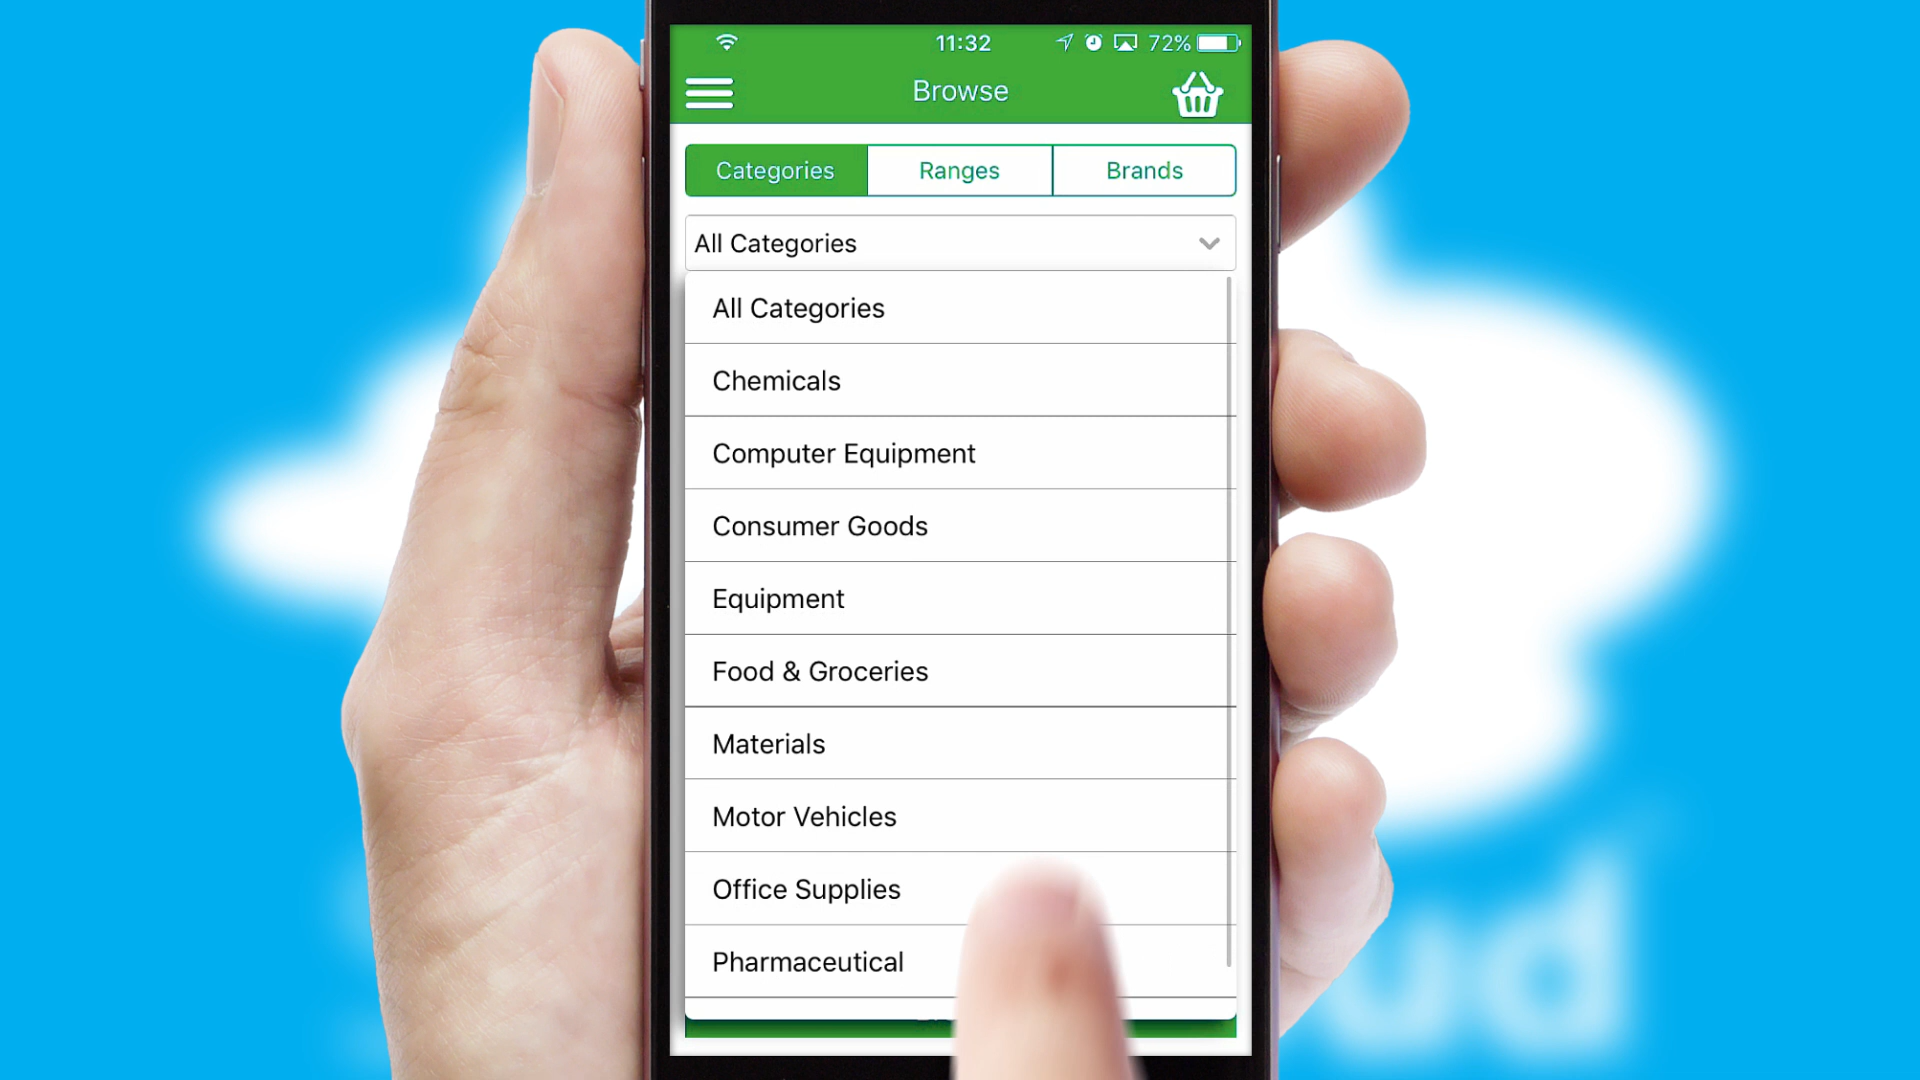 11:32
72%
Browse
Categories
Ranges
Brands
All Categories
All Categories
Chemicals
Computer Equipment
Consumer Goods
Equipment
Food & Groceries
Materials
Motor Vehicles
Office Supplies
Pharmaceutical
ud